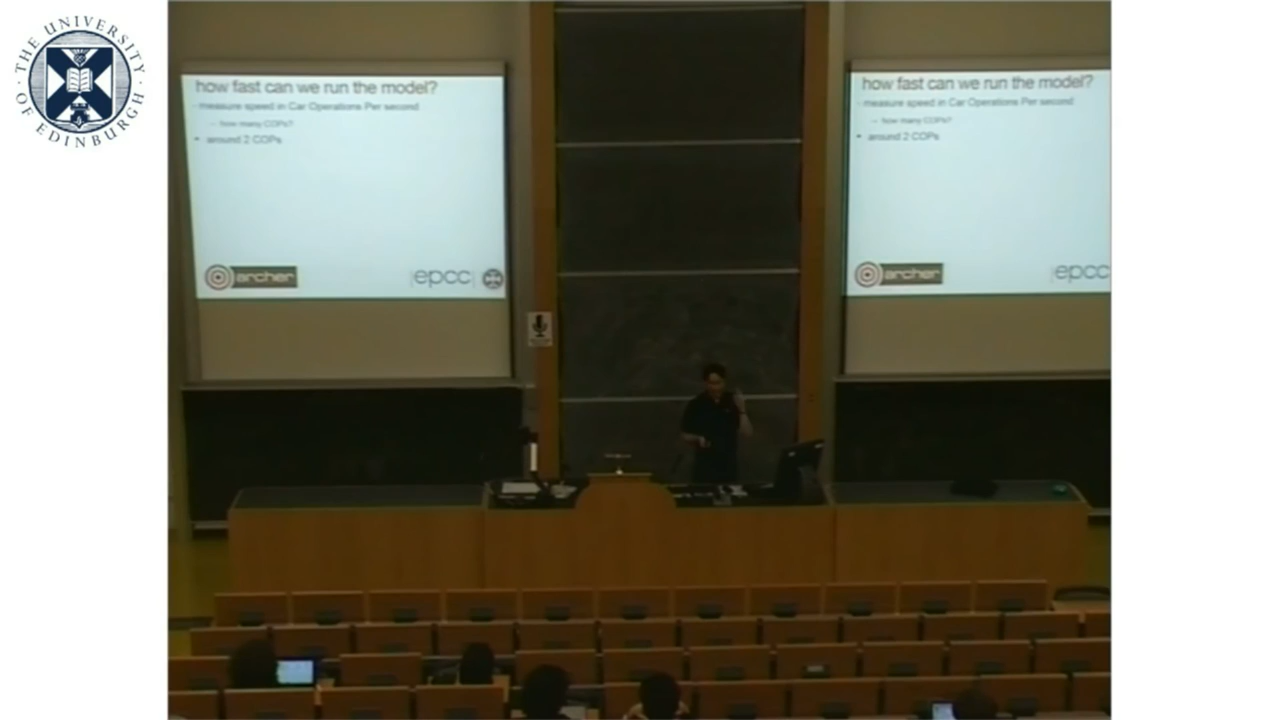 THE UNIVERSITY
OF EDINBURGH
how fast can we run the model?
- measure speed in Car Operations Per second
– how many COPs?
• around 2 COPs
archer
|epcc|
how fast can we run the model?
- measure speed in Car Operations Per second
– how many COPs?
• around 2 COPs
archer
|epcc